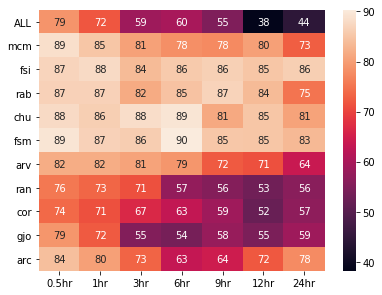 ALL 79 72 59 60 55 38 44
mcm 89 85 81 78 78 80 73
fsi 87 88 84 86 86 85 86
rab 87 87 82 85 87 84 75
chu 88 86 88 89 81 85 81
fsm 89 87 86 90 85 85 83
arv 82 82 81 79 72 71 64
ran 76 73 71 57 56 53 56
cor 74 71 67 63 59 52 57
gjo 79 72 55 54 58 55 59
arc 84 80 73 63 64 72 78
0.5hr 1hr 3hr 6hr 9hr 12hr 24hr
90
80
70
60
50
40